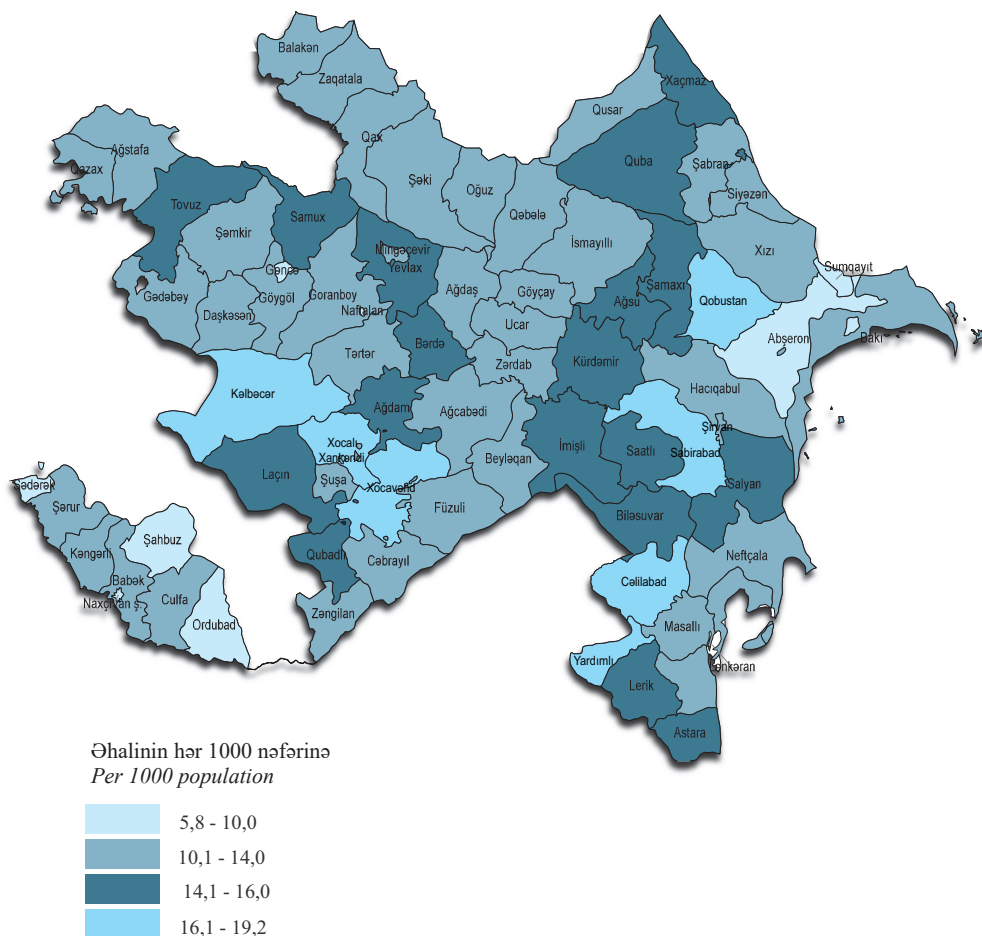 Balakən
Zaqatala
Xaçmaz
Qusar
Qax
Ağstafa
Qazax
Quba
Şabran
Şəki
Oğuz
Siyəzən
Tovuz
Samux
Qəbələ
Şəmkir
İsmayıllı
Mingəçevir
Xızı
Yevlax
Gəncə
Sumqayıt
Gədəbəy
Göygöl
Goranboy
Ağdaş
Göyçay
Şamaxı
Qobustan
Ağsu
Daşkəsən
Naftalan
Ucar
Abşeron
Bakı
Tərtər
Bərdə
Zərdab
Kürdəmir
Kəlbəcər
Hacıqabul
Ağdam
Ağcabədi
Şirvan
Xocalı
İmişli
Saatlı
Sabirabad
Xankəndi
Beyləqan
Laçın
Şuşa
Xocavənd
Salyan
Sədərək
Füzuli
Şərur
Biləsuvar
Şahbuz
Kəngərli
Qubadlı
Cəbrayıl
Neftçala
Babək
Cəlilabad
Culfa
Naxçıvan ş.
Zəngilan
Ordubad
Masallı
Yardımlı
Lənkəran
Lerik
Astara
Əhalinin hər 1000 nəfərinə
Per 1000 population
5,8 - 10,0
10,1 - 14,0
14,1 - 16,0
16,1 - 19,2